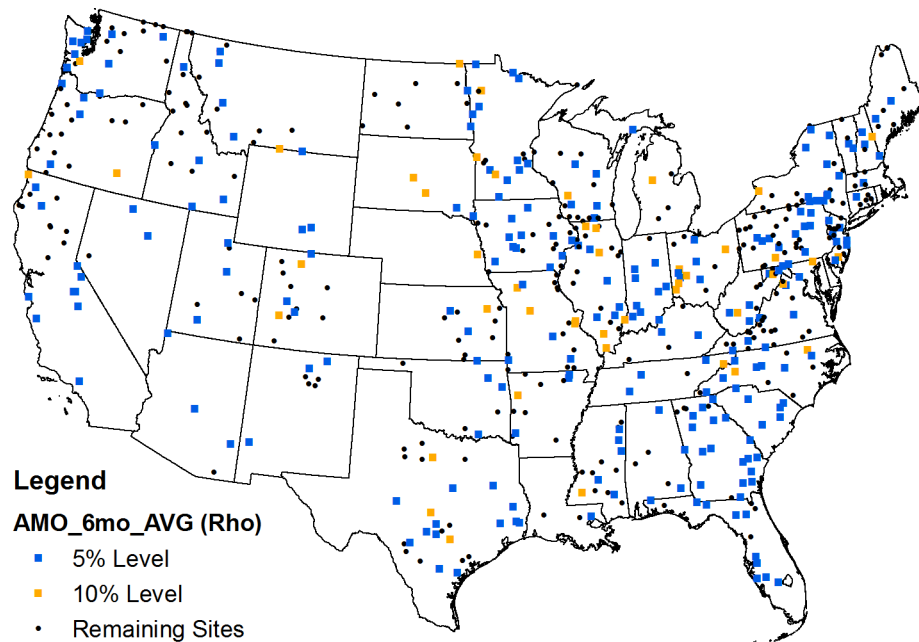 Legend
AMO_6mo_AVG (Rho)
5% Level
10% Level
Remaining Sites